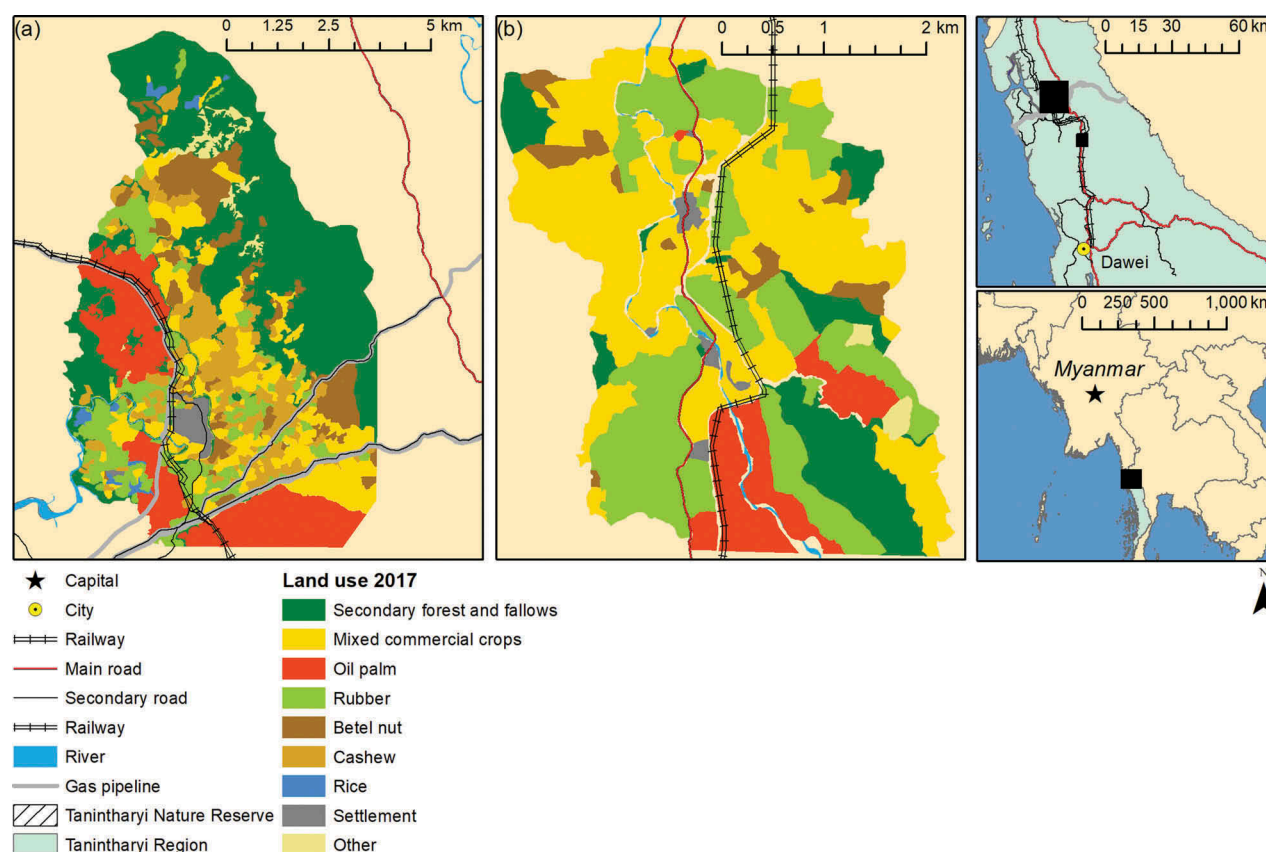 (a)
0 1.25 2.5 5 km
(b)
0 0.5 1 2 km
0 15 30 60 km
Dawei
0 250 500 1,000 km
Myanmar
N
Capital
City
Railway
Main road
Secondary road
Railway
River
Gas pipeline
Tanintharyi Nature Reserve
Tanintharyi Region
Land use 2017
Secondary forest and fallows
Mixed commercial crops
Oil palm
Rubber
Betel nut
Cashew
Rice
Settlement
Other